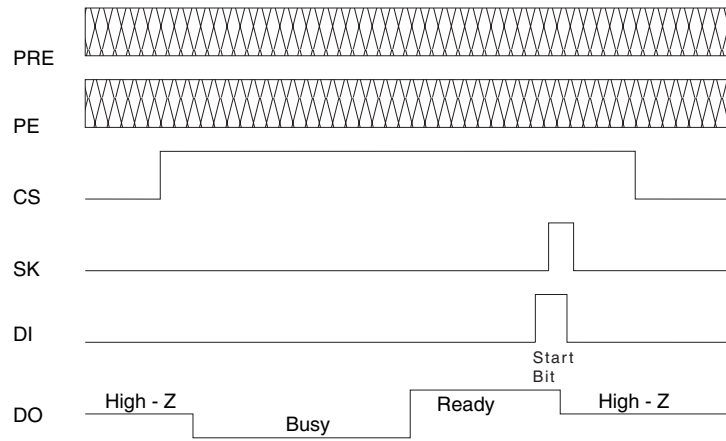 PRE
PE
CS
SK
DI
Start
Bit
DO
High - Z
Busy
Ready
High - Z